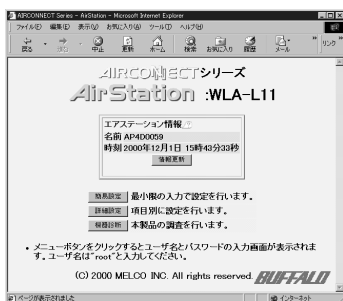 AIRCONNECT Series - AirStation - Microsoft Internet Explorer
ファイル(F) 編集(E) 表示(V) お気に入り(A) ツール(T) ヘルプ(H)
戻る 進む 中止 更新 ホーム 検索 お気に入り 履歴 メール リンク
AIRCONNECTシリーズ
AirStation :WLA-L11
エアステーション情報
名前 AP4D0059
時刻 2000年12月1日 15時43分33秒
情報更新
簡易設定 最小限の入力で設定を行います。
詳細設定 項目別に設定を行います。
機器診断 本製品の調査を行います。
• メニューボタンをクリックするとユーザ名とパスワードの入力画面が表示されます。ユーザ名は"root"と入力してください。
(C) 2000 MELCO INC. All rights reserved. BUFFALO
ページが表示されました インターネット